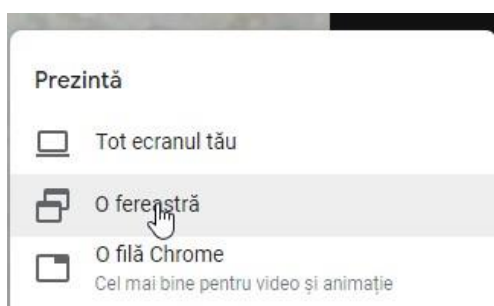 Prezintă
Tot ecranul tău
O fereastră
O filă Chrome
Cel mai bine pentru video și animație